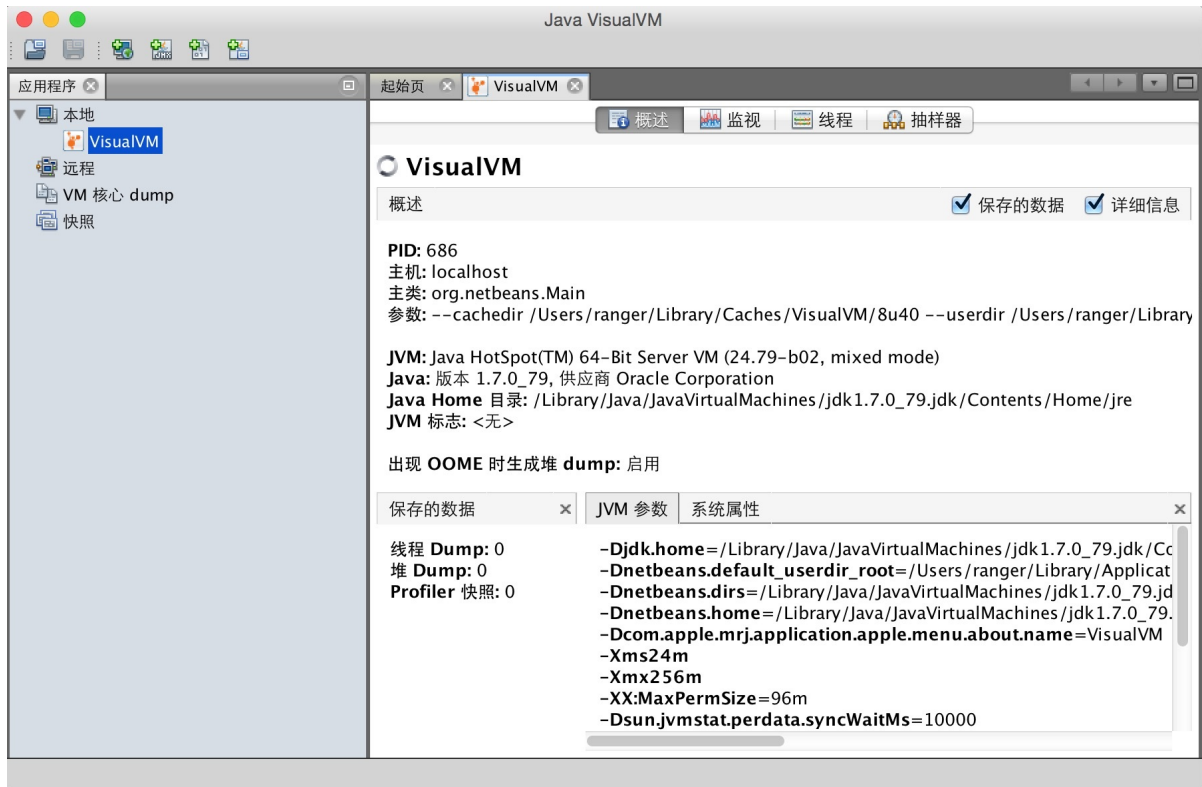 Java VisualVM
应用程序
起始页
VisualVM
本地
VisualVM
远程
VM 核心 dump
快照
概述
监视
线程
抽样器
VisualVM
概述
保存的数据
详细信息
PID: 686
主机: localhost
主类: org.netbeans.Main
参数: --cachedir /Users/ranger/Library/Caches/VisualVM/8u40 --userdir /Users/ranger/Library
JVM: Java HotSpot(TM) 64-Bit Server VM (24.79-b02, mixed mode)
Java: 版本 1.7.0_79, 供应商 Oracle Corporation
Java Home 目录: /Library/Java/JavaVirtualMachines/jdk1.7.0_79.jdk/Contents/Home/jre
JVM 标志: <无>
出现 OOME 时生成堆 dump: 启用
保存的数据
线程 Dump: 0
堆 Dump: 0
Profiler 快照: 0
JVM 参数
系统属性
-Djdk.home=/Library/Java/JavaVirtualMachines/jdk1.7.0_79.jdk/Cc
-Dnetbeans.default_userdir_root=/Users/ranger/Library/Applicat
-Dnetbeans.dirs=/Library/Java/JavaVirtualMachines/jdk1.7.0_79.jd
-Dnetbeans.home=/Library/Java/JavaVirtualMachines/jdk1.7.0_79.
-Dcom.apple.mrj.application.apple.menu.about.name=VisualVM
-Xms24m
-Xmx256m
-XX:MaxPermSize=96m
-Dsun.jvmstat.perdata.syncWaitMs=10000